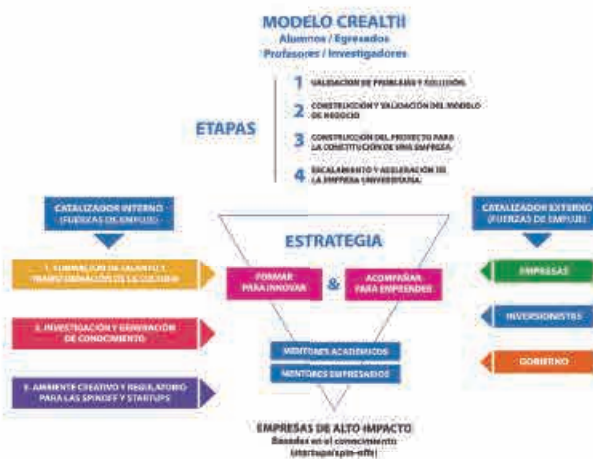 MODELO CREALTII
Alumnos / Egresados
Profesores / Investigadores
ETAPAS
1 VALIDACIÓN DE PROBLEMAS Y SOLUCIÓN.
2 CONSTRUCCIÓN Y VALIDACIÓN DEL MODELO
DE NEGOCIO
3 CONSTRUCCIÓN DEL PROYECTO PARA
LA CONSTITUCIÓN DE UNA EMPRESA.
4 ESCALAMIENTO Y ACELERACIÓN DE
LA EMPRESA UNIVERSITARIA.
CATALIZADOR INTERNO
(FUERZAS DE EMPUJE)
CATALIZADOR EXTERNO
(FUERZAS DE EMPUJE)
ESTRATEGIA
1. FORMACIÓN DE TALENTO Y
TRANSFORMACIÓN DE LA CULTURA
FORMAR
PARA INNOVAR
&
ACOMPAÑAR
PARA EMPRENDER
EMPRESAS
2. INVESTIGACIÓN Y GENERACIÓN
DE CONOCIMIENTO
INVERSIONISTAS
MENTORES ACADÉMICOS
MENTORES EMPRESARIOS
GOBIERNO
3. AMBIENTE CREATIVO Y REGULATORIO
PARA LAS SPINOFF Y STARTUPS
EMPRESAS DE ALTO IMPACTO
Basadas en el conocimiento
(startups/spin-offs)